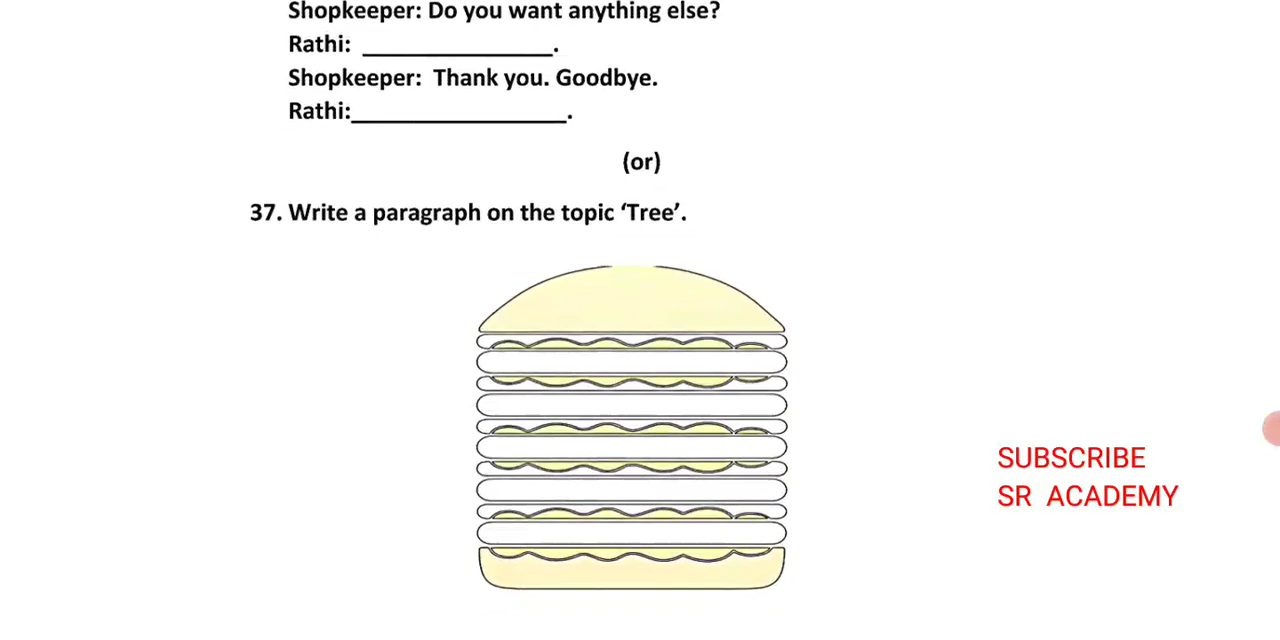 Shopkeeper: Do you want anything else?
Rathi: _______________.
Shopkeeper: Thank you. Goodbye.
Rathi:_________________.
(or)
37. Write a paragraph on the topic ‘Tree’.
SUBSCRIBE
SR ACADEMY